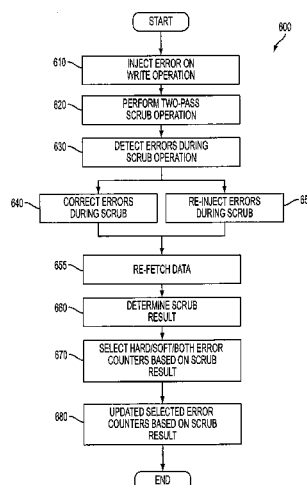 START
600
610
INJECT ERROR ON
WRITE OPERATION
620
PERFORM TWO-PASS
SCRUB OPERATION
630
DETECT ERRORS DURING
SCRUB OPERATION
640
CORRECT ERRORS
DURING SCRUB
RE-INJECT ERRORS
DURING SCRUB
655
RE-FETCH DATA
660
DETERMINE SCRUB
RESULT
670
SELECT HARD/SOFT/BOTH ERROR
COUNTERS BASED ON SCRUB
RESULT
680
UPDATED SELECTED ERROR
COUNTERS BASED ON SCRUB
RESULT
END